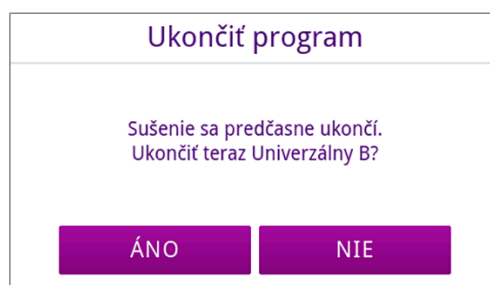 Ukončiť program
Sušenie sa predčasne ukončí.
Ukončiť teraz Univerzálny B?
ÁNO
NIE